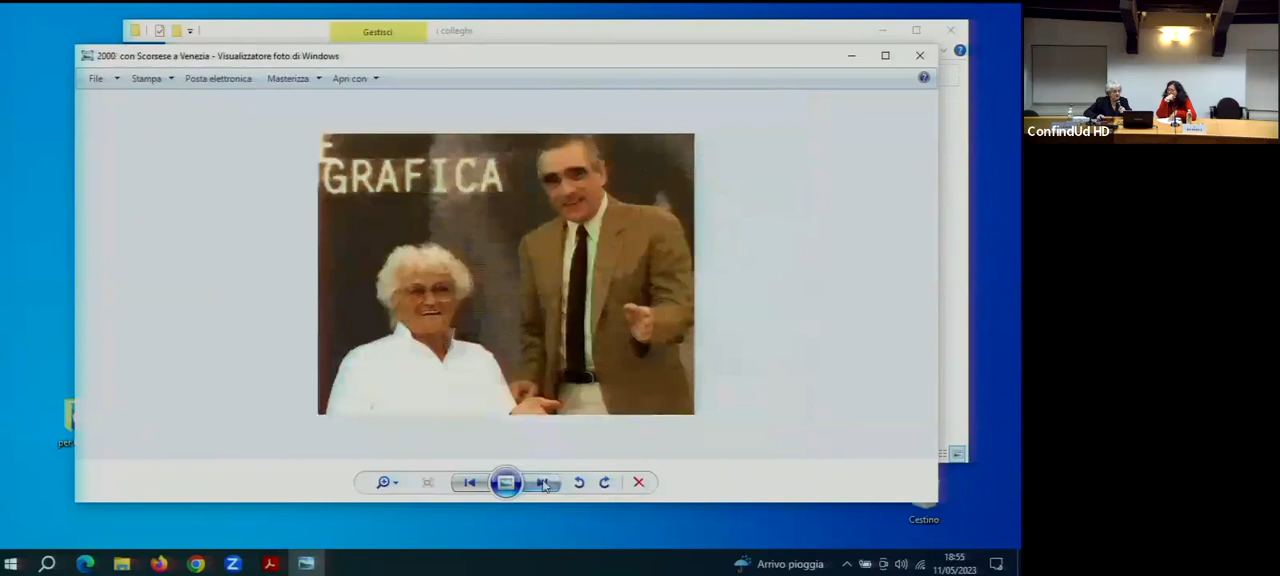 Gestisci
i colleghi
2000 con Scorsese a Venezia - Visualizzatore foto di Windows
File
Stampa
Posta elettronica
Masterizza
Apri con
GRAFICA
ConfindUd HD
per
Cestino
Arrivo pioggia
18:55
11/05/2023